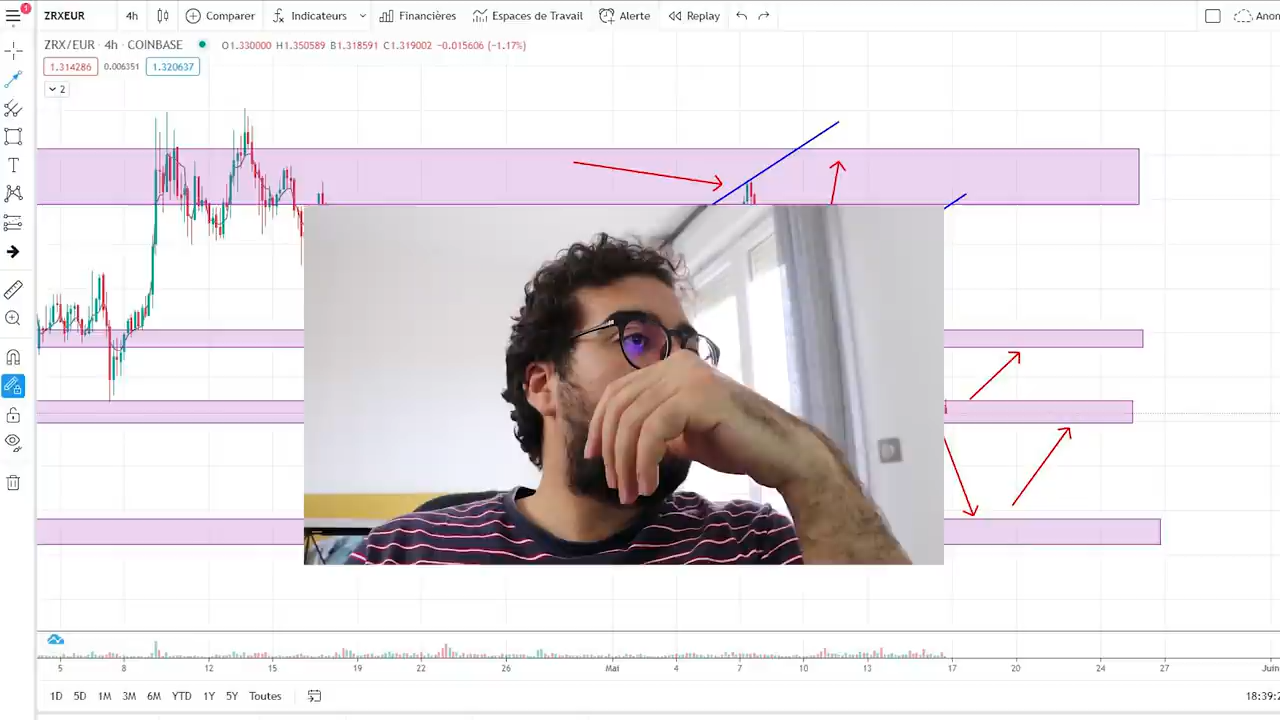 1
ZRXEUR 4h Comparer Indicateurs Financières Espaces de Travail Alerte Replay Anon
ZRX/EUR · 4h · COINBASE O1.330000 H1.350589 B1.318591 C1.319002 −0.015606 (−1.17%)
1.314286 0.006351 1.320637
2
5 8 12 15 19 22 26 Mai 4 7 10 13 17 20 24 27 Juin
1D 5D 1M 3M 6M YTD 1Y 5Y Toutes 18:39:2